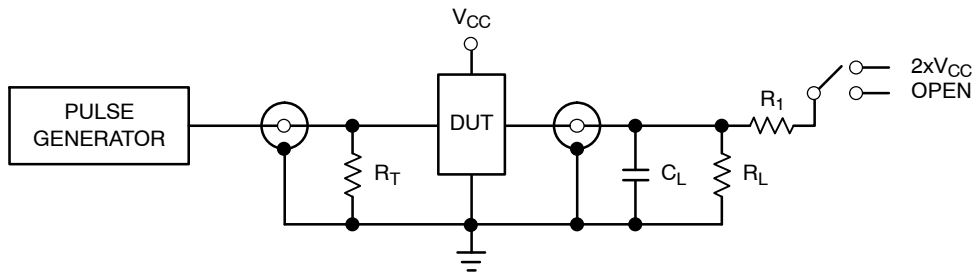 V_CC
2xV_CC
OPEN
R_1
PULSE
GENERATOR
DUT
R_T
C_L
R_L